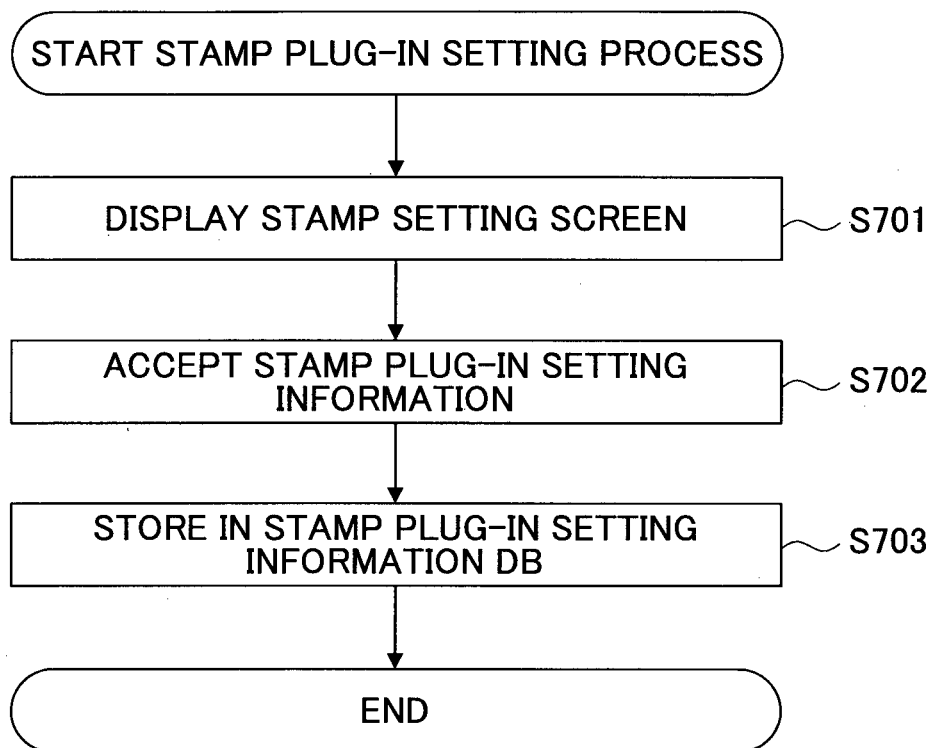 START STAMP PLUG-IN SETTING PROCESS
DISPLAY STAMP SETTING SCREEN
S701
ACCEPT STAMP PLUG-IN SETTING
INFORMATION
S702
STORE IN STAMP PLUG-IN SETTING
INFORMATION DB
S703
END